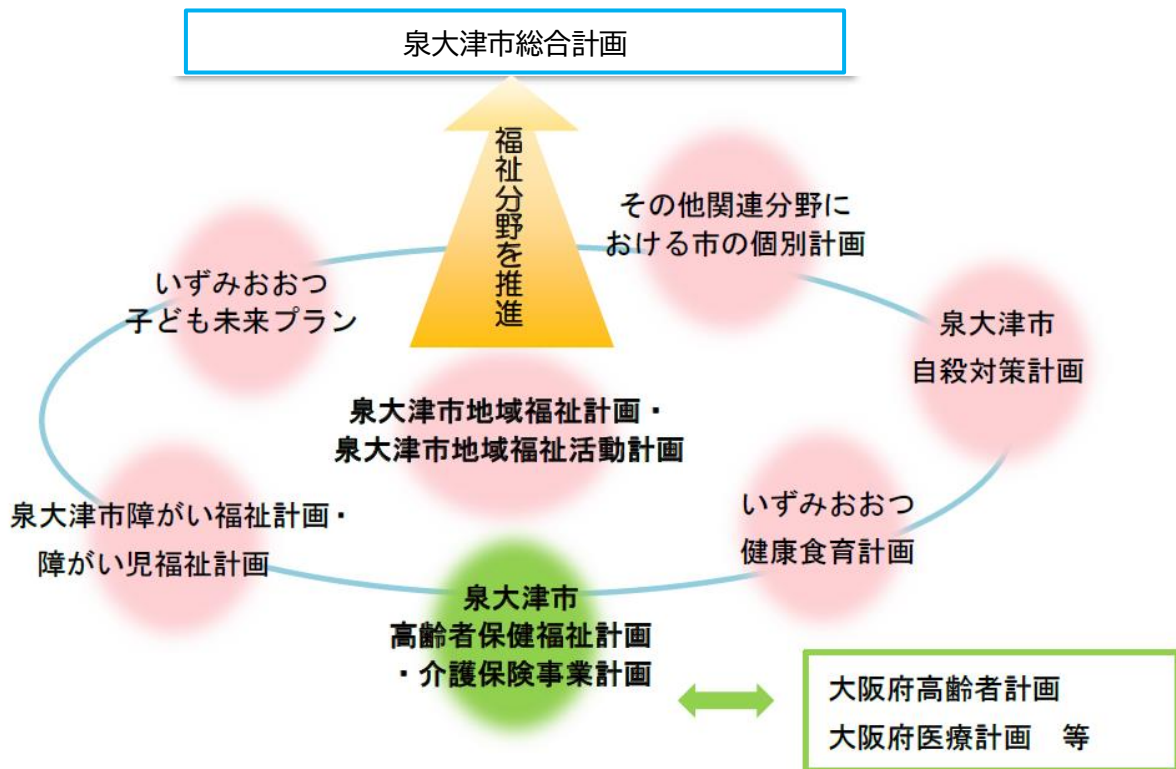 泉大津市総合計画
福祉分野を推進
その他関連分野に
おける市の個別計画
いずみおおつ
子ども未来プラン
泉大津市
自殺対策計画
泉大津市地域福祉計画・
泉大津市地域福祉活動計画
泉大津市障がい福祉計画・
障がい児福祉計画
いずみおおつ
健康食育計画
泉大津市
高齢者保健福祉計画
・介護保険事業計画
大阪府高齢者計画
大阪府医療計画　等